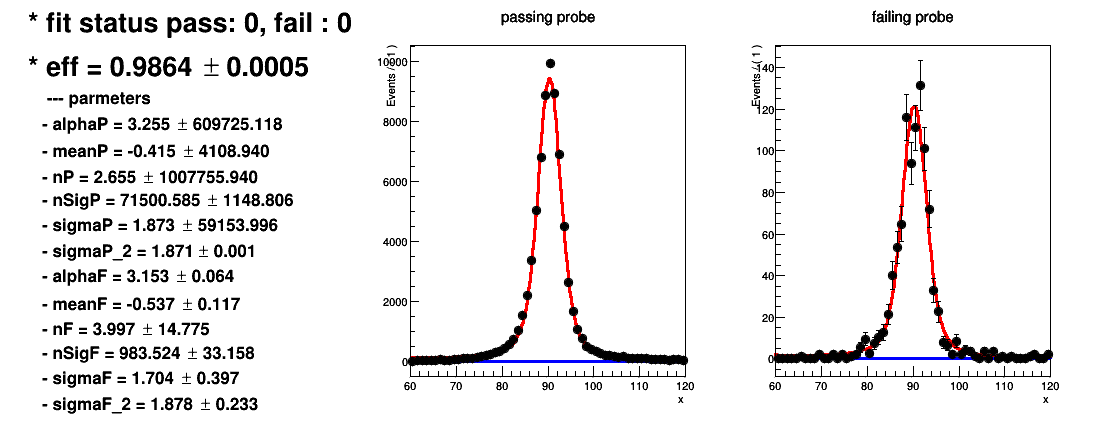 * fit status pass: 0, fail : 0
* eff = 0.9864 ± 0.0005
--- parmeters
- alphaP = 3.255 ± 609725.118
- meanP = -0.415 ± 4108.940
- nP = 2.655 ± 1007755.940
- nSigP = 71500.585 ± 1148.806
- sigmaP = 1.873 ± 59153.996
- sigmaP_2 = 1.871 ± 0.001
- alphaF = 3.153 ± 0.064
- meanF = -0.537 ± 0.117
- nF = 3.997 ± 14.775
- nSigF = 983.524 ± 33.158
- sigmaF = 1.704 ± 0.397
- sigmaF_2 = 1.878 ± 0.233
passing probe
Events / ( 1 )
10000
8000
6000
4000
2000
0
60 70 80 90 100 110 120
x
failing probe
Events / ( 1 )
140
120
100
80
60
40
20
0
60 70 80 90 100 110 120
x